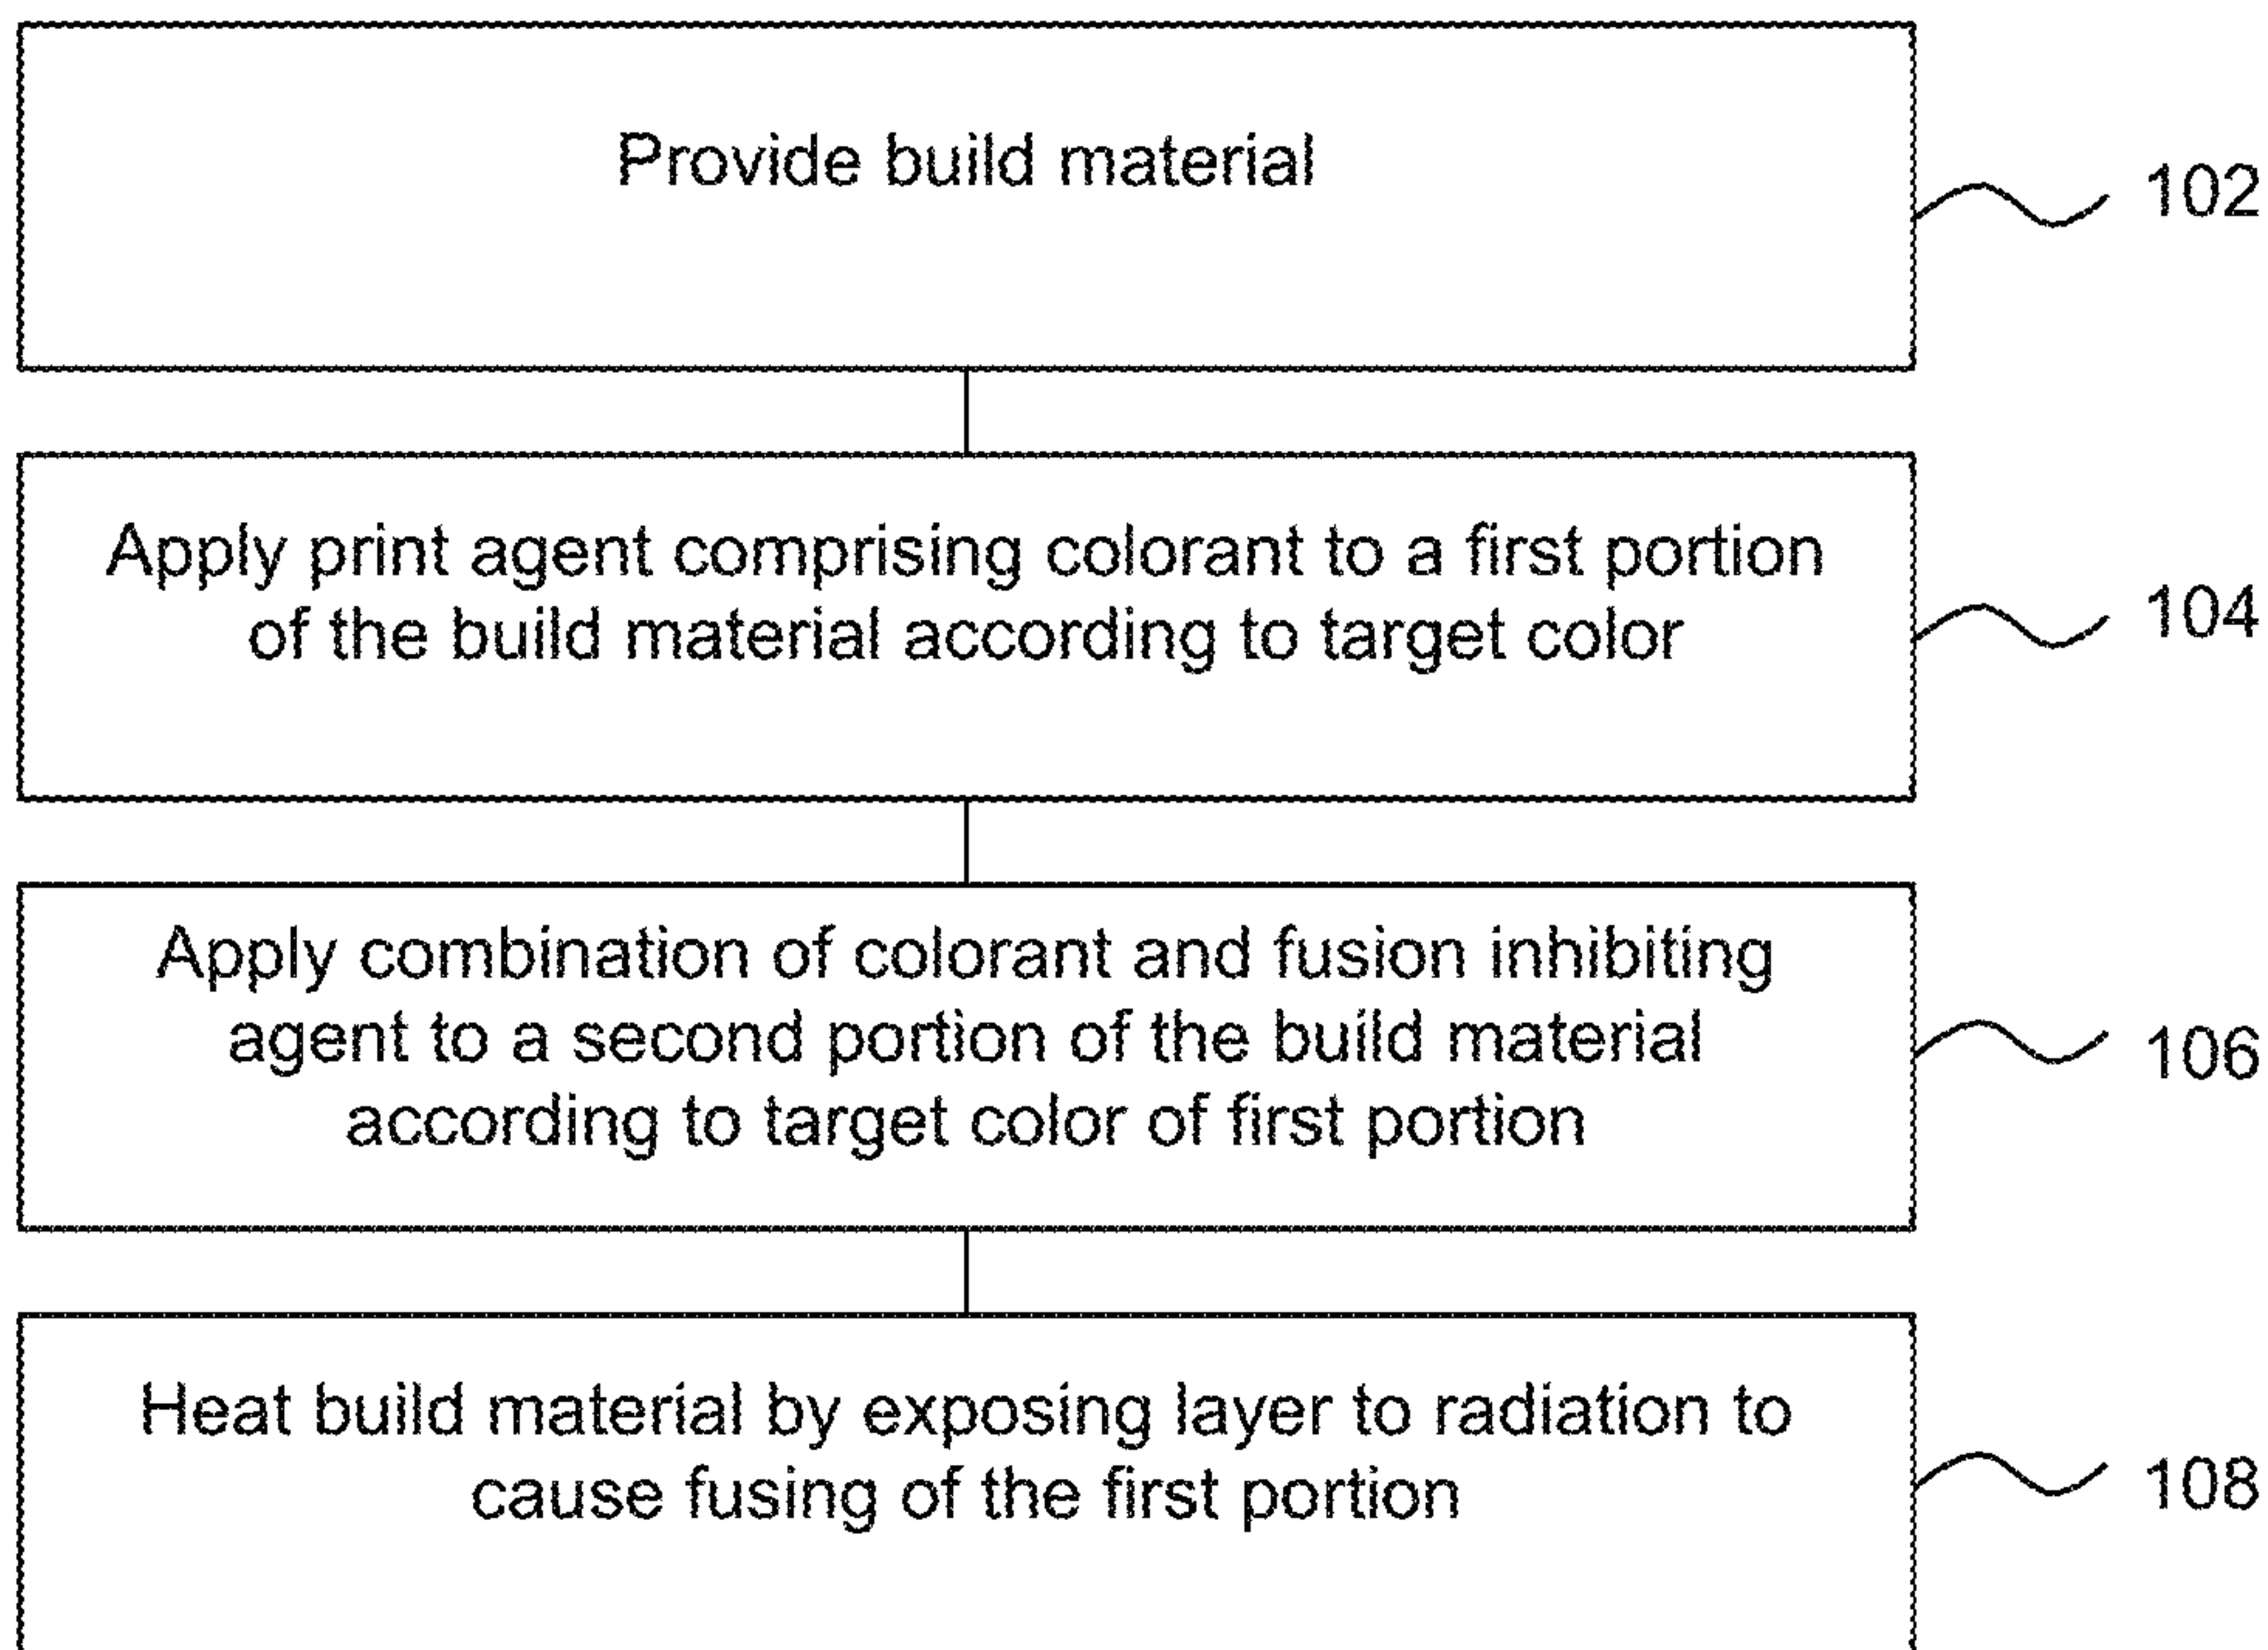 Provide build material
102
Apply print agent comprising colorant to a first portion
of the build material according to target color
104
Apply combination of colorant and fusion inhibiting
agent to a second portion of the build material
according to target color of first portion
106
Heat build material by exposing layer to radiation to
cause fusing of the first portion
108